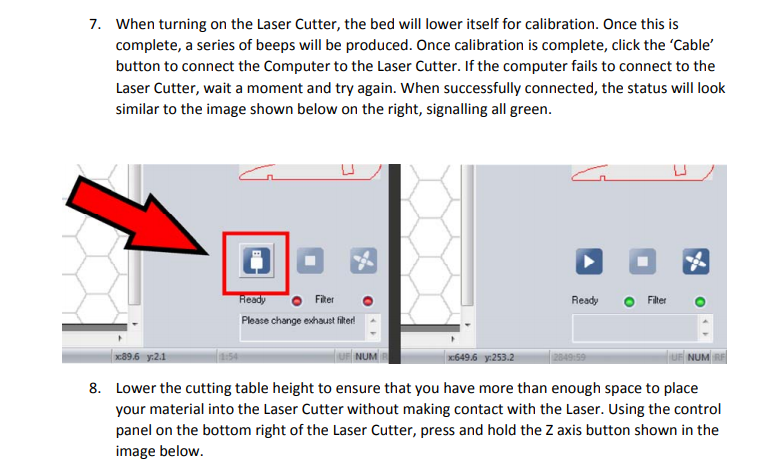 7. When turning on the Laser Cutter, the bed will lower itself for calibration. Once this is
complete, a series of beeps will be produced. Once calibration is complete, click the ‘Cable’
button to connect the Computer to the Laser Cutter. If the computer fails to connect to the
Laser Cutter, wait a moment and try again. When successfully connected, the status will look
similar to the image shown below on the right, signalling all green.
Ready Filter
Please change exhaust filter!
x:89.6 y:2.1 1:54 UF NUM R
Ready Filter
x:649.6 y:253.2 2849:59 UF NUM RF
8. Lower the cutting table height to ensure that you have more than enough space to place
your material into the Laser Cutter without making contact with the Laser. Using the control
panel on the bottom right of the Laser Cutter, press and hold the Z axis button shown in the
image below.